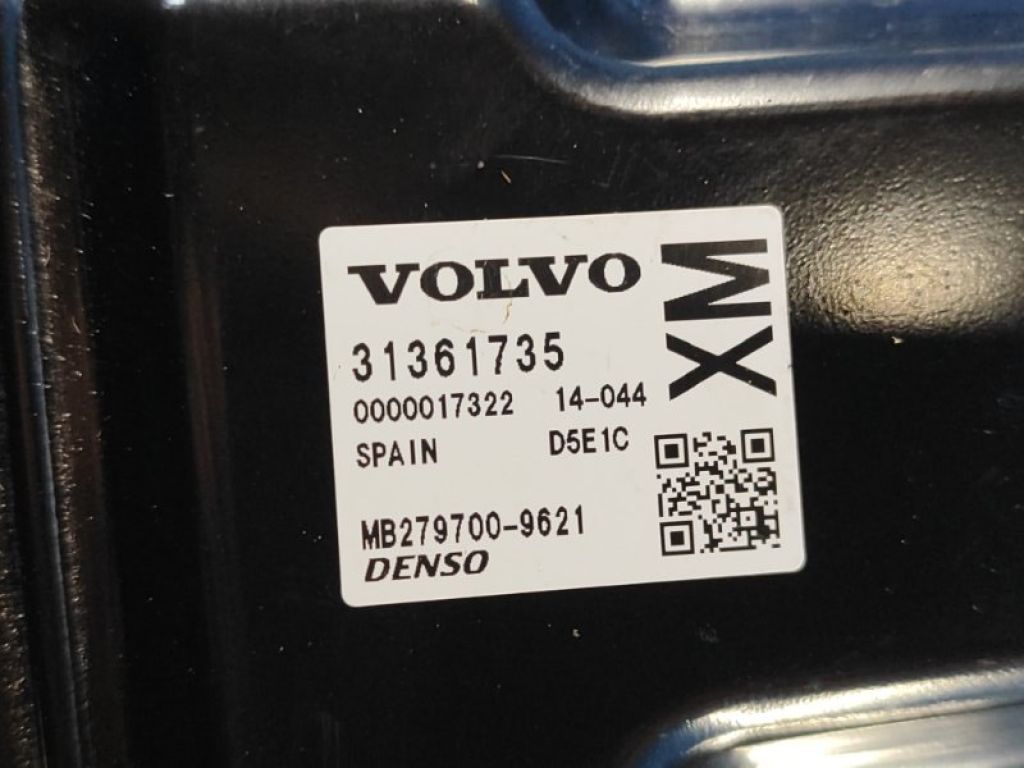 VOLVO
XM
31361735
0000017322 14-044
SPAIN D5E1C
MB279700-9621
DENSO